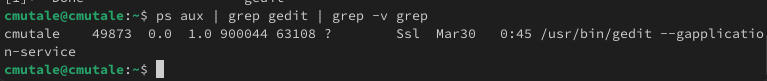 cmutale@cmutale:~$ ps aux | grep gedit | grep -v grep
cmutale    49873  0.0  1.0 900044 63108 ?        Ssl  Mar30   0:45 /usr/bin/gedit --gapplicatio
n-service
cmutale@cmutale:~$